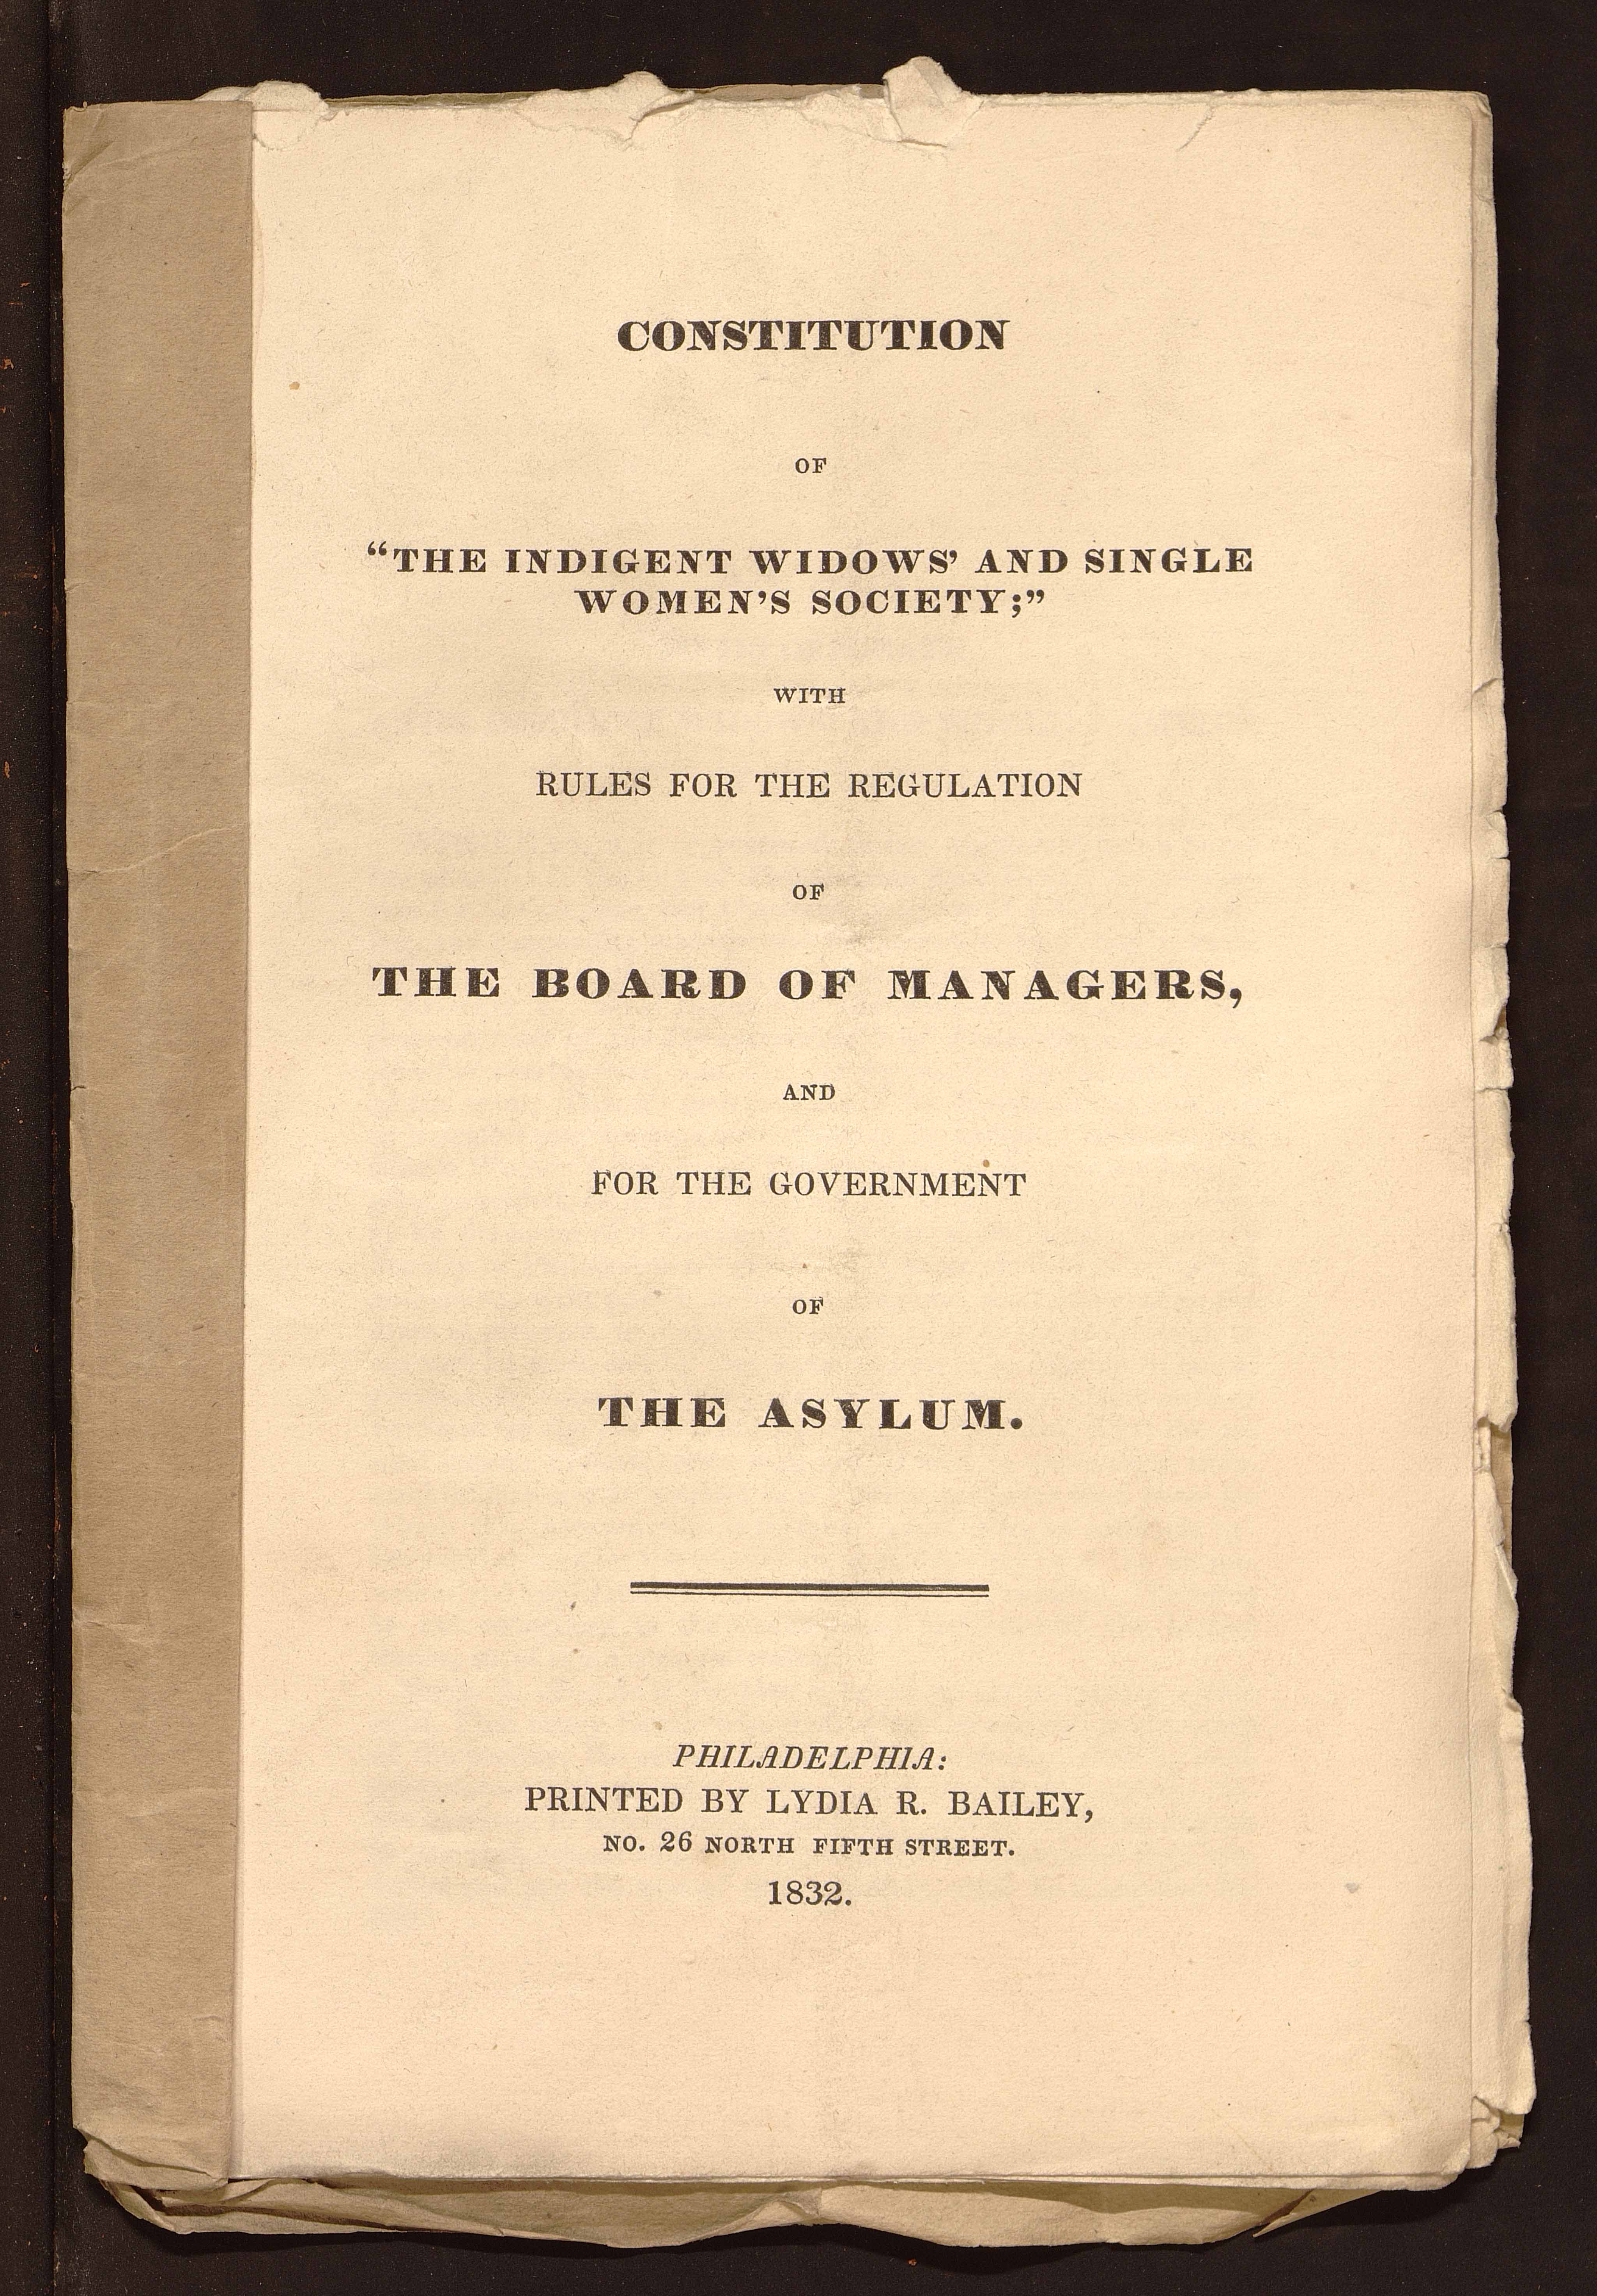 CONSTITUTION
OF
“THE INDIGENT WIDOWS’ AND SINGLE
WOMEN’S SOCIETY;”
WITH
RULES FOR THE REGULATION
OF
THE BOARD OF MANAGERS,
AND
FOR THE GOVERNMENT
OF
THE ASYLUM.
PHILADELPHIA:
PRINTED BY LYDIA R. BAILEY,
NO. 26 NORTH FIFTH STREET.
1832.